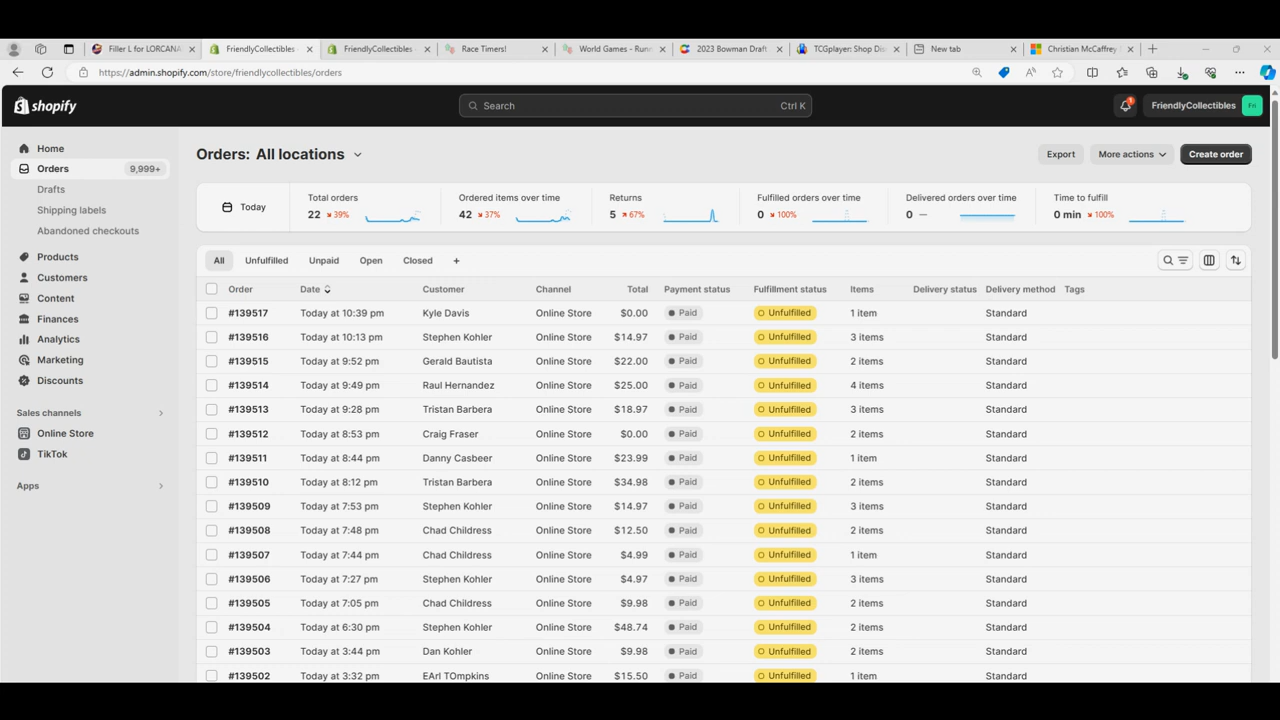 Filler L for LORCANA
FriendlyCollectibles
FriendlyCollectibles
Race Timers!
World Games - Runn
2023 Bowman Draft
TCGplayer: Shop Dis
New tab
Christian McCaffrey
https://admin.shopify.com/store/friendlycollectibles/orders
shopify
Search
Ctrl K
1
FriendlyCollectibles
Fri
Home
Orders 9,999+
Drafts
Shipping labels
Abandoned checkouts
Products
Customers
Content
Finances
Analytics
Marketing
Discounts
Sales channels
Online Store
TikTok
Apps
Orders: All locations
Export
More actions
Create order
Today
Total orders
22 39%
Ordered items over time
42 37%
Returns
5 67%
Fulfilled orders over time
0 100%
Delivered orders over time
0 —
Time to fulfill
0 min 100%
All Unfulfilled Unpaid Open Closed +
Order Date Customer Channel Total Payment status Fulfillment status Items Delivery status Delivery method Tags
#139517 Today at 10:39 pm Kyle Davis Online Store $0.00 Paid Unfulfilled 1 item Standard
#139516 Today at 10:13 pm Stephen Kohler Online Store $14.97 Paid Unfulfilled 3 items Standard
#139515 Today at 9:52 pm Gerald Bautista Online Store $22.00 Paid Unfulfilled 2 items Standard
#139514 Today at 9:49 pm Raul Hernandez Online Store $25.00 Paid Unfulfilled 4 items Standard
#139513 Today at 9:28 pm Tristan Barbera Online Store $18.97 Paid Unfulfilled 3 items Standard
#139512 Today at 8:53 pm Craig Fraser Online Store $0.00 Paid Unfulfilled 2 items Standard
#139511 Today at 8:44 pm Danny Casbeer Online Store $23.99 Paid Unfulfilled 1 item Standard
#139510 Today at 8:12 pm Tristan Barbera Online Store $34.98 Paid Unfulfilled 2 items Standard
#139509 Today at 7:53 pm Stephen Kohler Online Store $14.97 Paid Unfulfilled 3 items Standard
#139508 Today at 7:48 pm Chad Childress Online Store $12.50 Paid Unfulfilled 2 items Standard
#139507 Today at 7:44 pm Chad Childress Online Store $4.99 Paid Unfulfilled 1 item Standard
#139506 Today at 7:27 pm Stephen Kohler Online Store $4.97 Paid Unfulfilled 3 items Standard
#139505 Today at 7:05 pm Chad Childress Online Store $9.98 Paid Unfulfilled 2 items Standard
#139504 Today at 6:30 pm Stephen Kohler Online Store $48.74 Paid Unfulfilled 2 items Standard
#139503 Today at 3:44 pm Dan Kohler Online Store $9.98 Paid Unfulfilled 2 items Standard
#139502 Today at 3:32 pm EArl TOmpkins Online Store $15.50 Paid Unfulfilled 1 item Standard